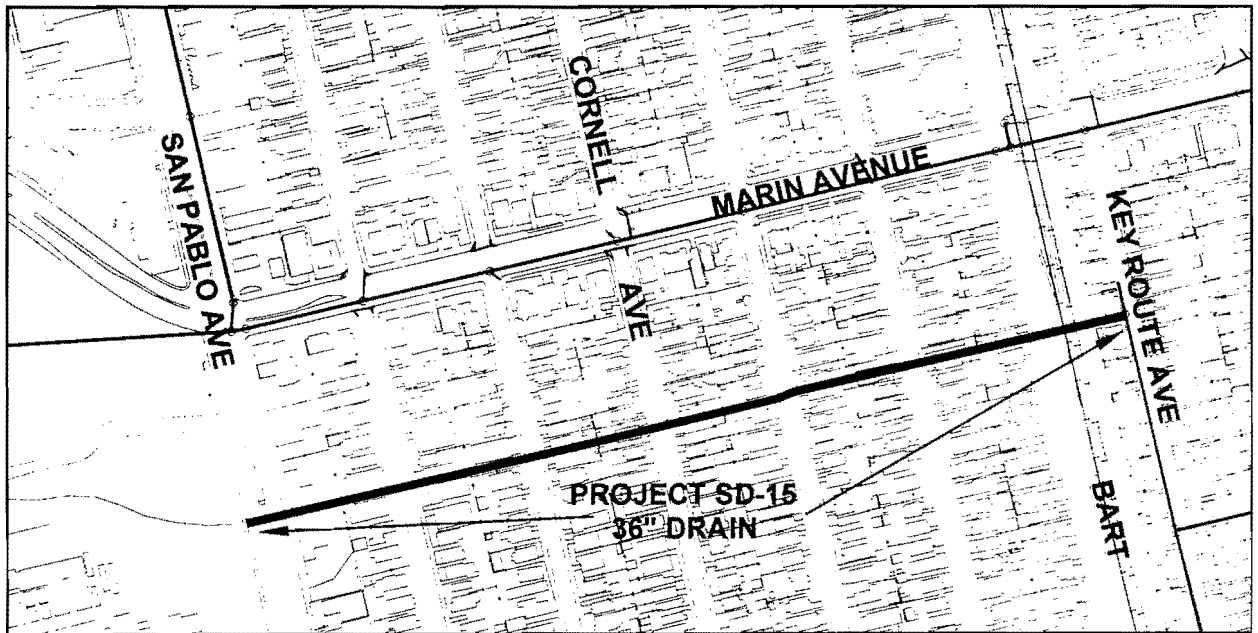 SAN PABLO AVE
CORNELL AVE
MARIN AVENUE
KEY ROUTE AVE
BART
PROJECT SD-15
36" DRAIN